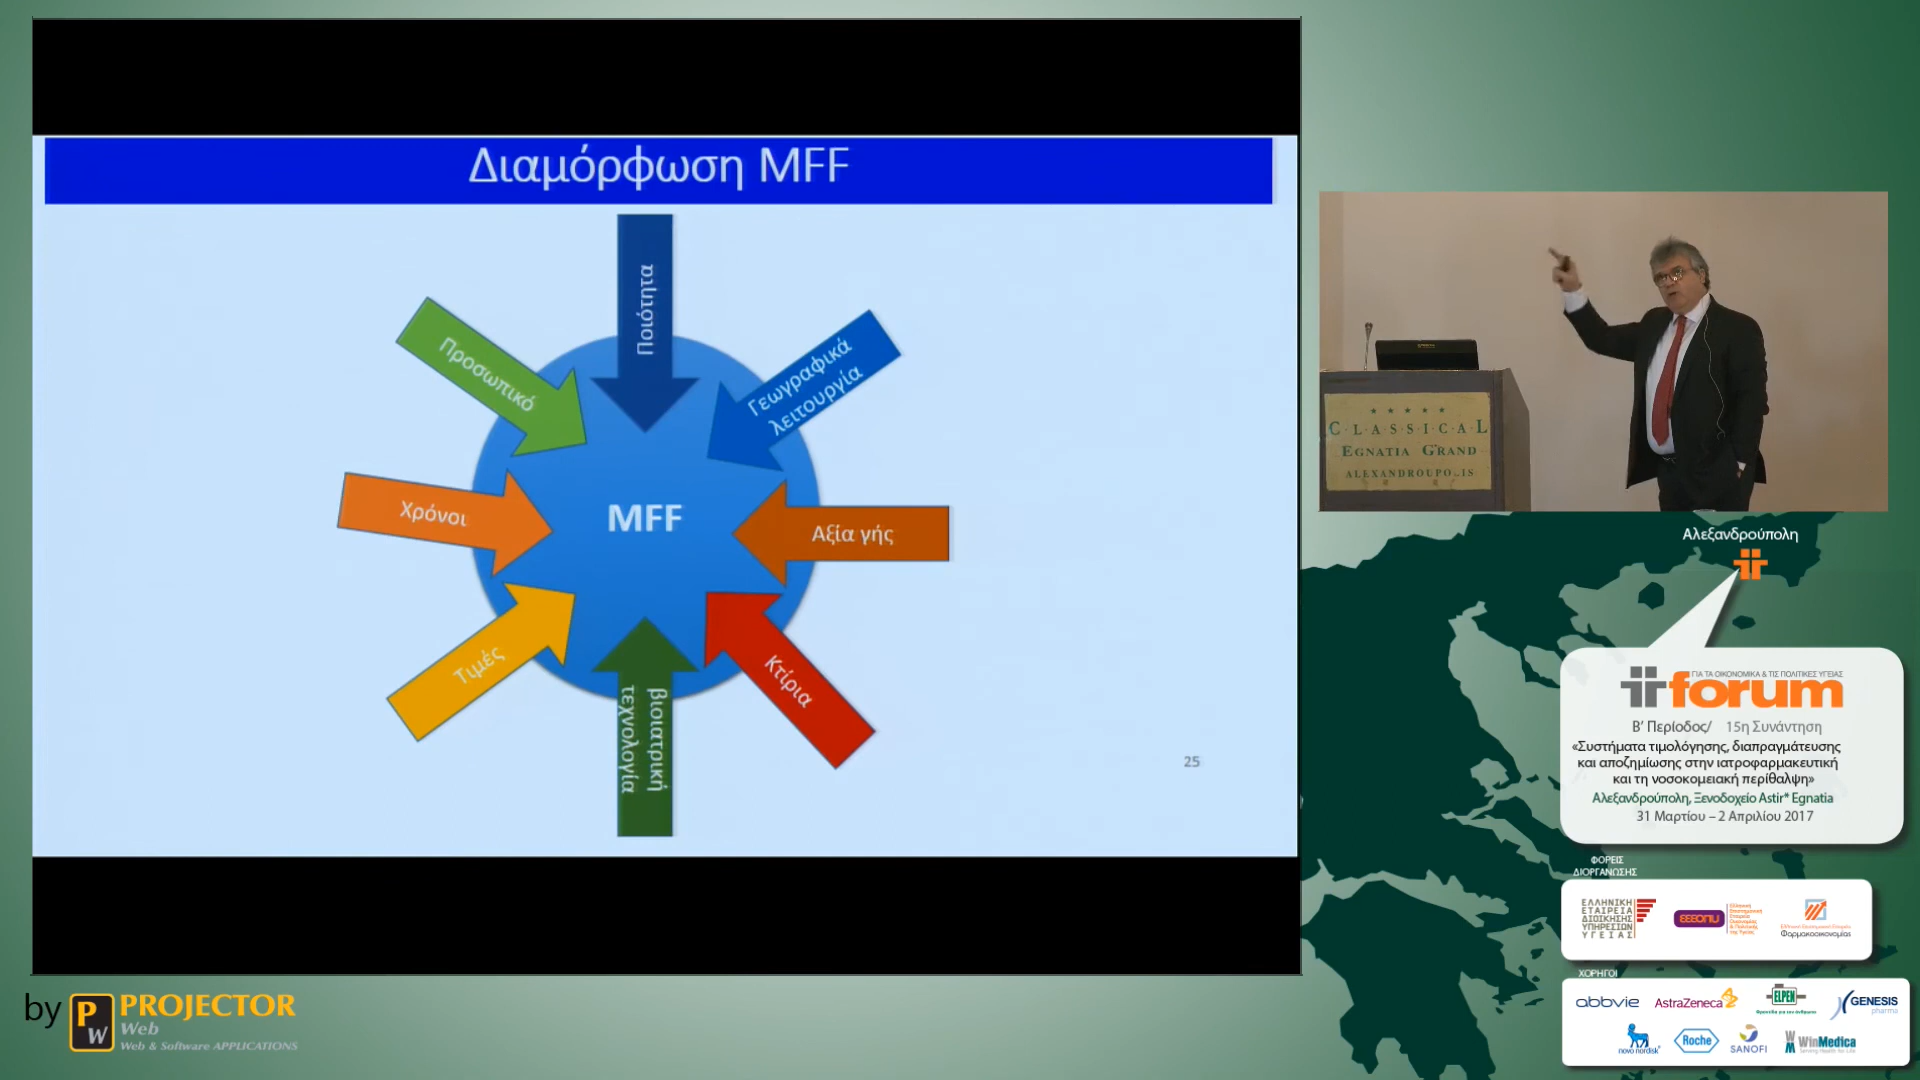 Διαμόρφωση MFF
Ποιότητα
Γεωγραφικά
λειτουργία
Προσωπικό
Χρόνοι
MFF
Αξία γής
Τιμές
Κτίρια
βιοιατρική
τεχνολογία
25
C·L·A·S·S·I·C·A·L
EGNATIA GRAND
ALEXANDROUPOLIS
Αλεξανδρούπολη
ΓΙΑ ΤΑ ΟΙΚΟΝΟΜΙΚΑ & ΤΙΣ ΠΟΛΙΤΙΚΕΣ ΥΓΕΙΑΣ
forum
Β’ Περίοδος/ 15η Συνάντηση
«Συστήματα τιμολόγησης, διαπραγμάτευσης
και αποζημίωσης στην ιατροφαρμακευτική
και τη νοσοκομειακή περίθαλψη»
Αλεξανδρούπολη, Ξενοδοχείο Astir* Egnatia
31 Μαρτίου – 2 Απριλίου 2017
ΦΟΡΕΙΣ
ΔΙΟΡΓΑΝΩΣΗΣ
ΕΛΛΗΝΙΚΗ
ΕΤΑΙΡΕΙΑ
ΔΙΟΙΚΗΣΗΣ
ΥΠΗΡΕΣΙΩΝ
ΥΓΕΙΑΣ
Φαρμακοοικονομίας
ΧΟΡΗΓΟΙ
abbvie AstraZeneca ELPEN GENESIS
pharma
novo nordisk Roche SANOFI WinMedica
by PW PROJECTOR
Web
Web & Software APPLICATIONS